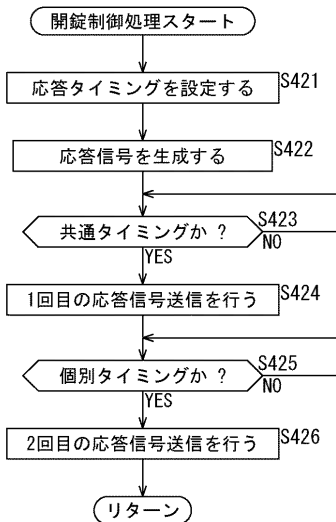 開錠制御処理スタート
応答タイミングを設定する S421
応答信号を生成する S422
共通タイミングか ? S423
NO
YES
1回目の応答信号送信を行う S424
個別タイミングか ? S425
NO
YES
2回目の応答信号送信を行う S426
リターン